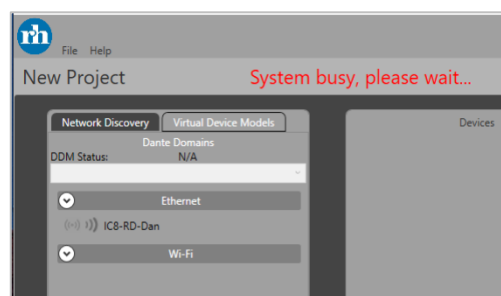 rh
File Help
New Project
System busy, please wait...
Network Discovery
Virtual Device Models
Devices
Dante Domains
DDM Status: N/A
Ethernet
IC8-RD-Dan
Wi-Fi